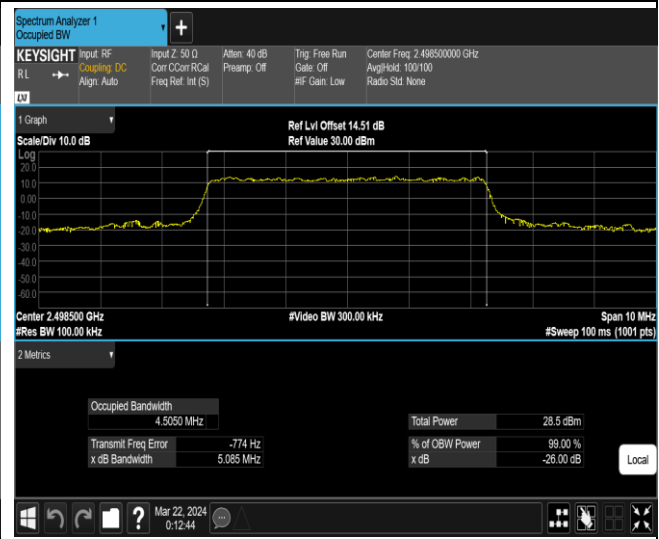 Spectrum Analyzer 1
Occupied BW
+
KEYSIGHT Input: RF Input Z: 50 Ω Atten: 40 dB Trig: Free Run Center Freq: 2.498500000 GHz
RL Coupling: DC Corr CCorr RCal Preamp: Off Gate: Off Avg|Hold: 100/100
Align: Auto Freq Ref: Int (S) #IF Gain: Low Radio Std: None
LXI
1 Graph Ref Lvl Offset 14.51 dB
Scale/Div 10.0 dB Ref Value 30.00 dBm
Log
20.0
10.0
0.00
-10.0
-20.0
-30.0
-40.0
-50.0
-60.0
Center 2.498500 GHz #Video BW 300.00 kHz Span 10 MHz
#Res BW 100.00 kHz #Sweep 100 ms (1001 pts)
2 Metrics
Occupied Bandwidth
4.5050 MHz Total Power 28.5 dBm
Transmit Freq Error -774 Hz % of OBW Power 99.00 %
x dB Bandwidth 5.085 MHz x dB -26.00 dB
Local
? Mar 22, 2024
0:12:44